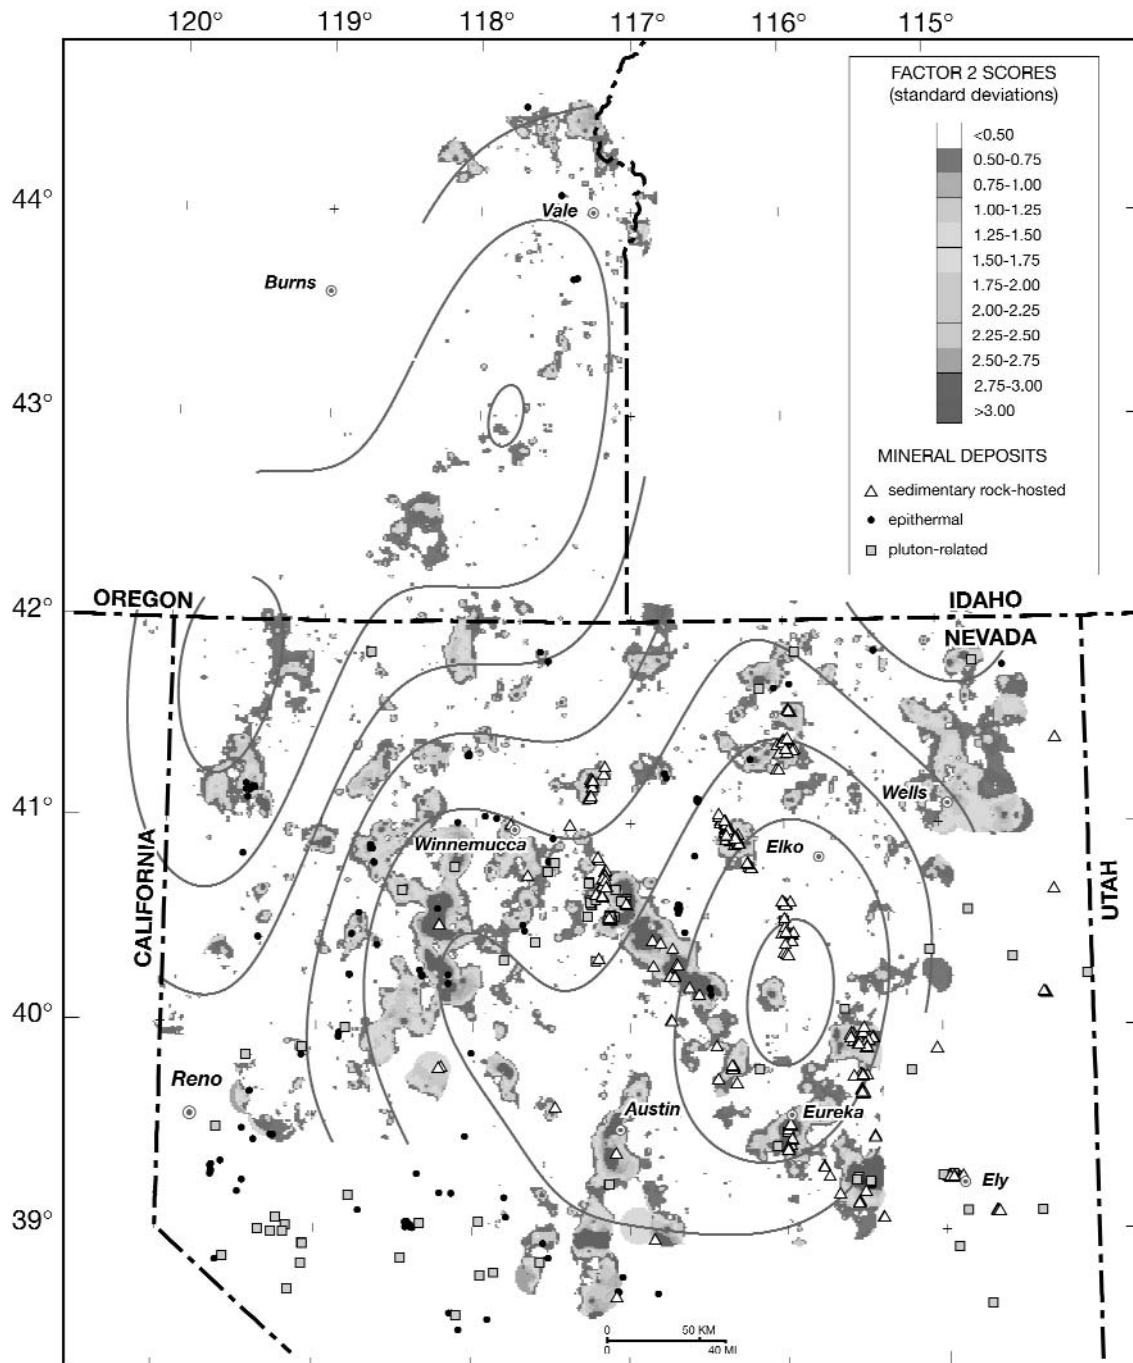 120° 119° 118° 117° 116° 115°
FACTOR 2 SCORES
(standard deviations)
<0.50
0.50-0.75
0.75-1.00
1.00-1.25
1.25-1.50
1.50-1.75
1.75-2.00
2.00-2.25
2.25-2.50
2.50-2.75
2.75-3.00
>3.00
MINERAL DEPOSITS
sedimentary rock-hosted
epithermal
pluton-related
44°
Vale
Burns
43°
42°
OREGON
IDAHO
NEVADA
41°
Wells
Winnemucca
Elko
CALIFORNIA
UTAH
40°
Reno
Austin
Eureka
Ely
39°
0 50 KM
0 40 MI